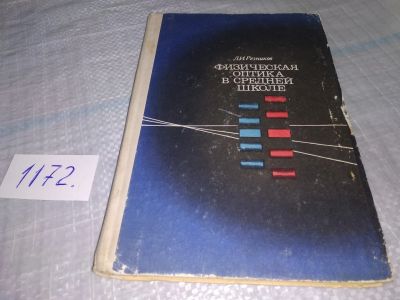 Л.И.Резников
ФИЗИЧЕСКАЯ
ОПТИКА
В СРЕДНЕЙ
ШКОЛЕ
1172.